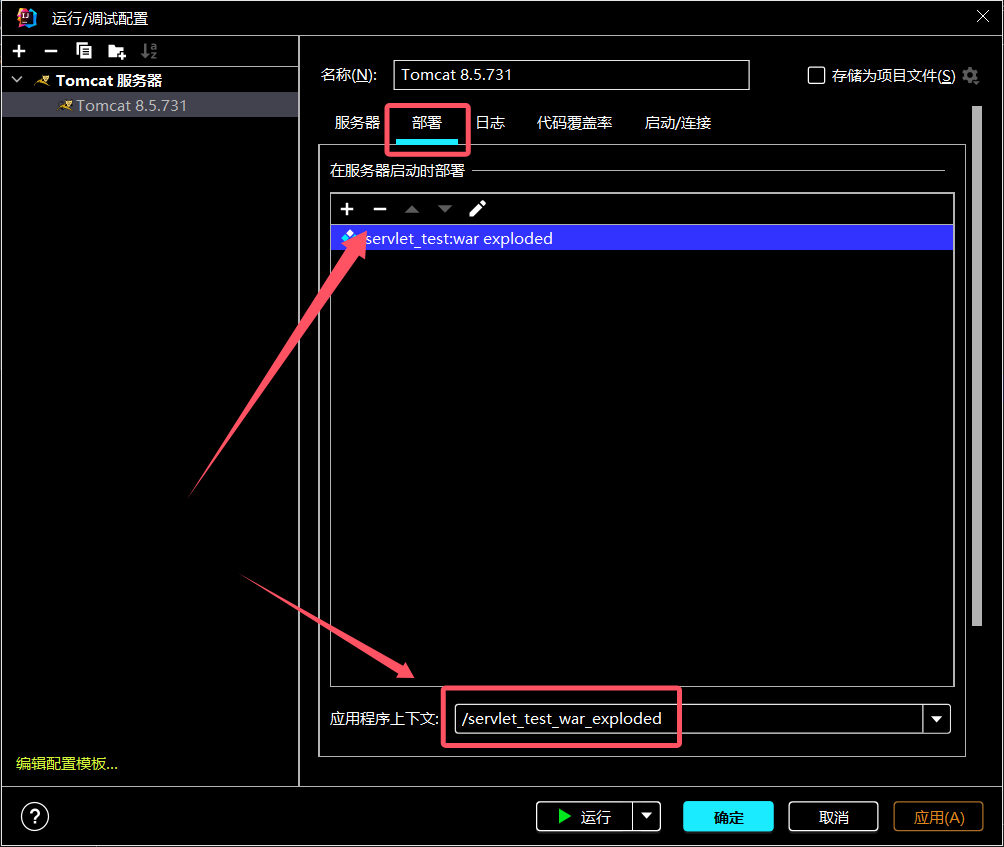 运行/调试配置
Tomcat 服务器
Tomcat 8.5.731
名称(N): Tomcat 8.5.731 存储为项目文件(S)
服务器 部署 日志 代码覆盖率 启动/连接
在服务器启动时部署
servlet_test:war exploded
应用程序上下文: /servlet_test_war_exploded
编辑配置模板...
? 运行 确定 取消 应用(A)